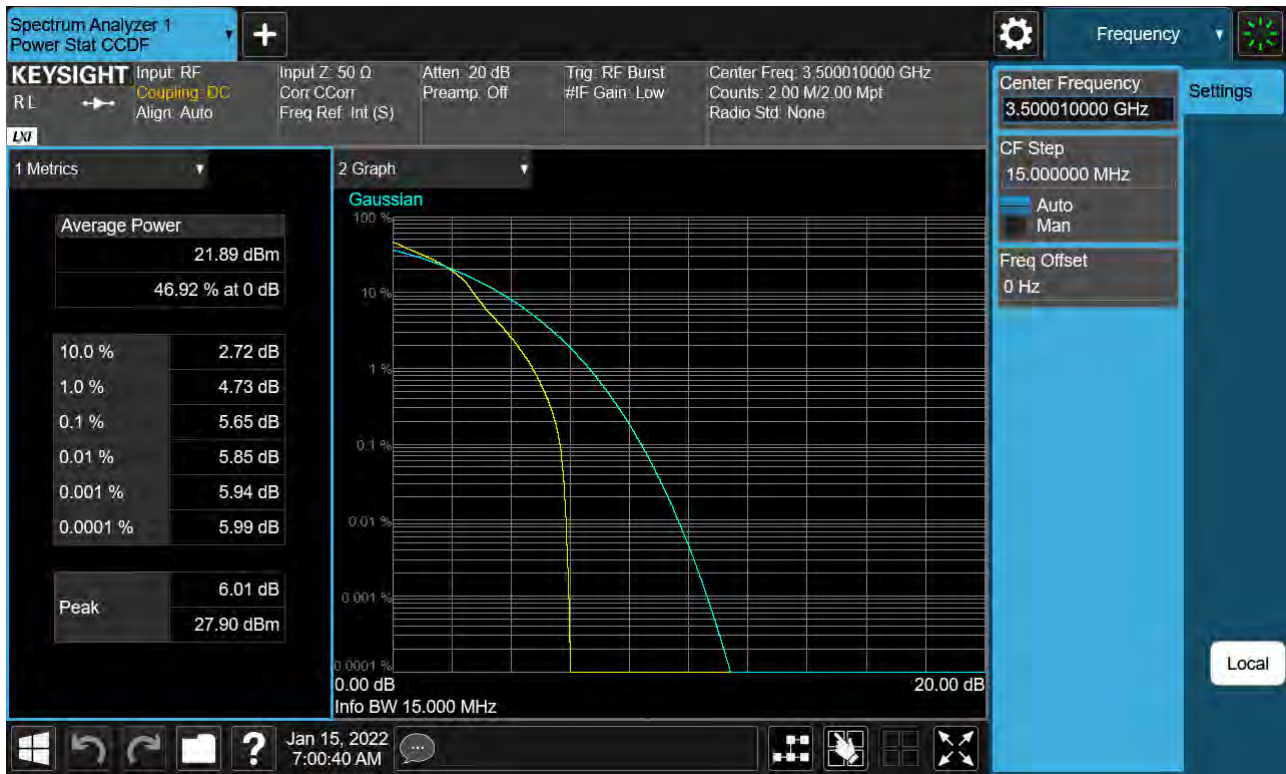 Spectrum Analyzer 1
Power Stat CCDF
Frequency
KEYSIGHT
RL
LXI
Input: RF
Coupling: DC
Align: Auto
Input Z: 50 Ω
Corr CCorr
Freq Ref: Int (S)
Atten: 20 dB
Preamp: Off
Trig: RF Burst
#IF Gain: Low
Center Freq: 3.500010000 GHz
Counts: 2.00 M/2.00 Mpt
Radio Std: None
Center Frequency
3.500010000 GHz
Settings
CF Step
15.000000 MHz
Auto
Man
Freq Offset
0 Hz
1 Metrics
Average Power
21.89 dBm
46.92 % at 0 dB
10.0 % 2.72 dB
1.0 % 4.73 dB
0.1 % 5.65 dB
0.01 % 5.85 dB
0.001 % 5.94 dB
0.0001 % 5.99 dB
Peak
6.01 dB
27.90 dBm
2 Graph
Gaussian
100 %
10 %
1 %
0.1 %
0.01 %
0.001 %
0.0001 %
0.00 dB 20.00 dB
Info BW 15.000 MHz
Local
?
Jan 15, 2022
7:00:40 AM